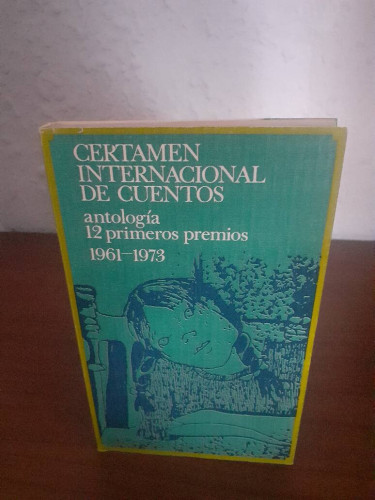 CERTAMEN
INTERNACIONAL
DE CUENTOS
antología
12 primeros premios
1961-1973